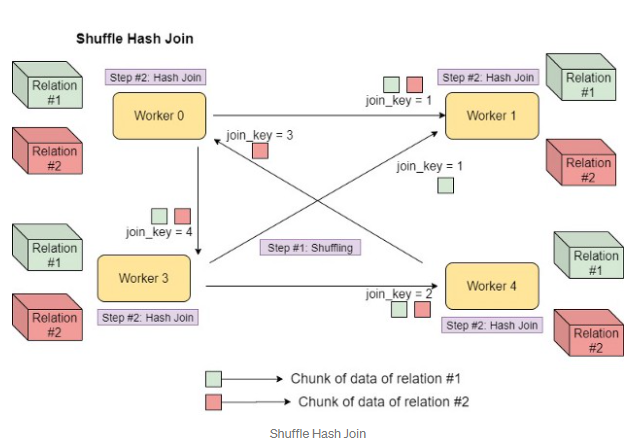 Shuffle Hash Join
Step #2: Hash Join
Step #2: Hash Join
Relation
#1
Relation
#1
Worker 0
join_key = 1
Worker 1
join_key = 3
Relation
#2
Relation
#2
join_key = 1
join_key = 4
Relation
#1
Step #1: Shuffling
Relation
#1
Worker 3
Worker 4
join_key = 2
Relation
#2
Step #2: Hash Join
Step #2: Hash Join
Relation
#2
Chunk of data of relation #1
Chunk of data of relation #2
Shuffle Hash Join